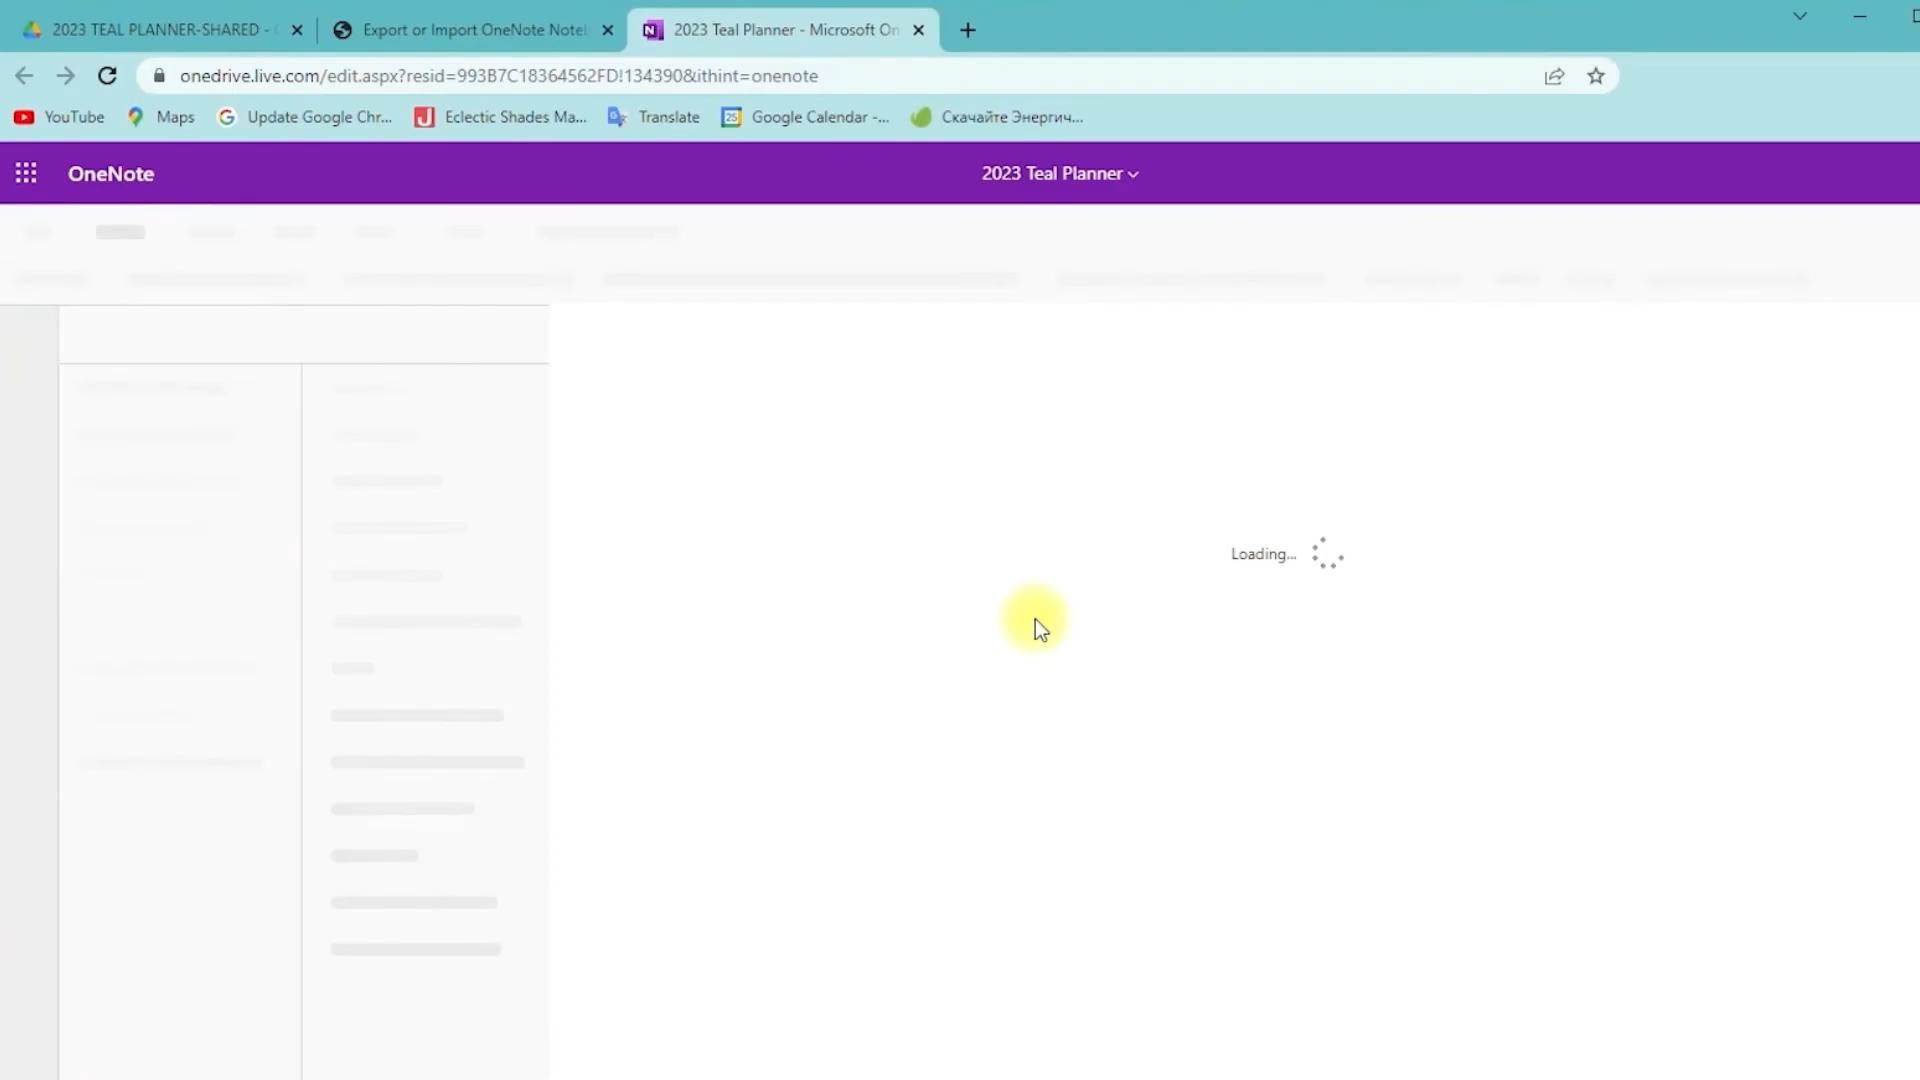 2023 TEAL PLANNER-SHARED -
Export or Import OneNote Note
2023 Teal Planner - Microsoft On
onedrive.live.com/edit.aspx?resid=993B7C18364562FD!134390&ithint=onenote
YouTube
Maps
Update Google Chr...
Eclectic Shades Ma...
Translate
25
Google Calendar -...
Скачайте Энергич...
OneNote
2023 Teal Planner
Loading...